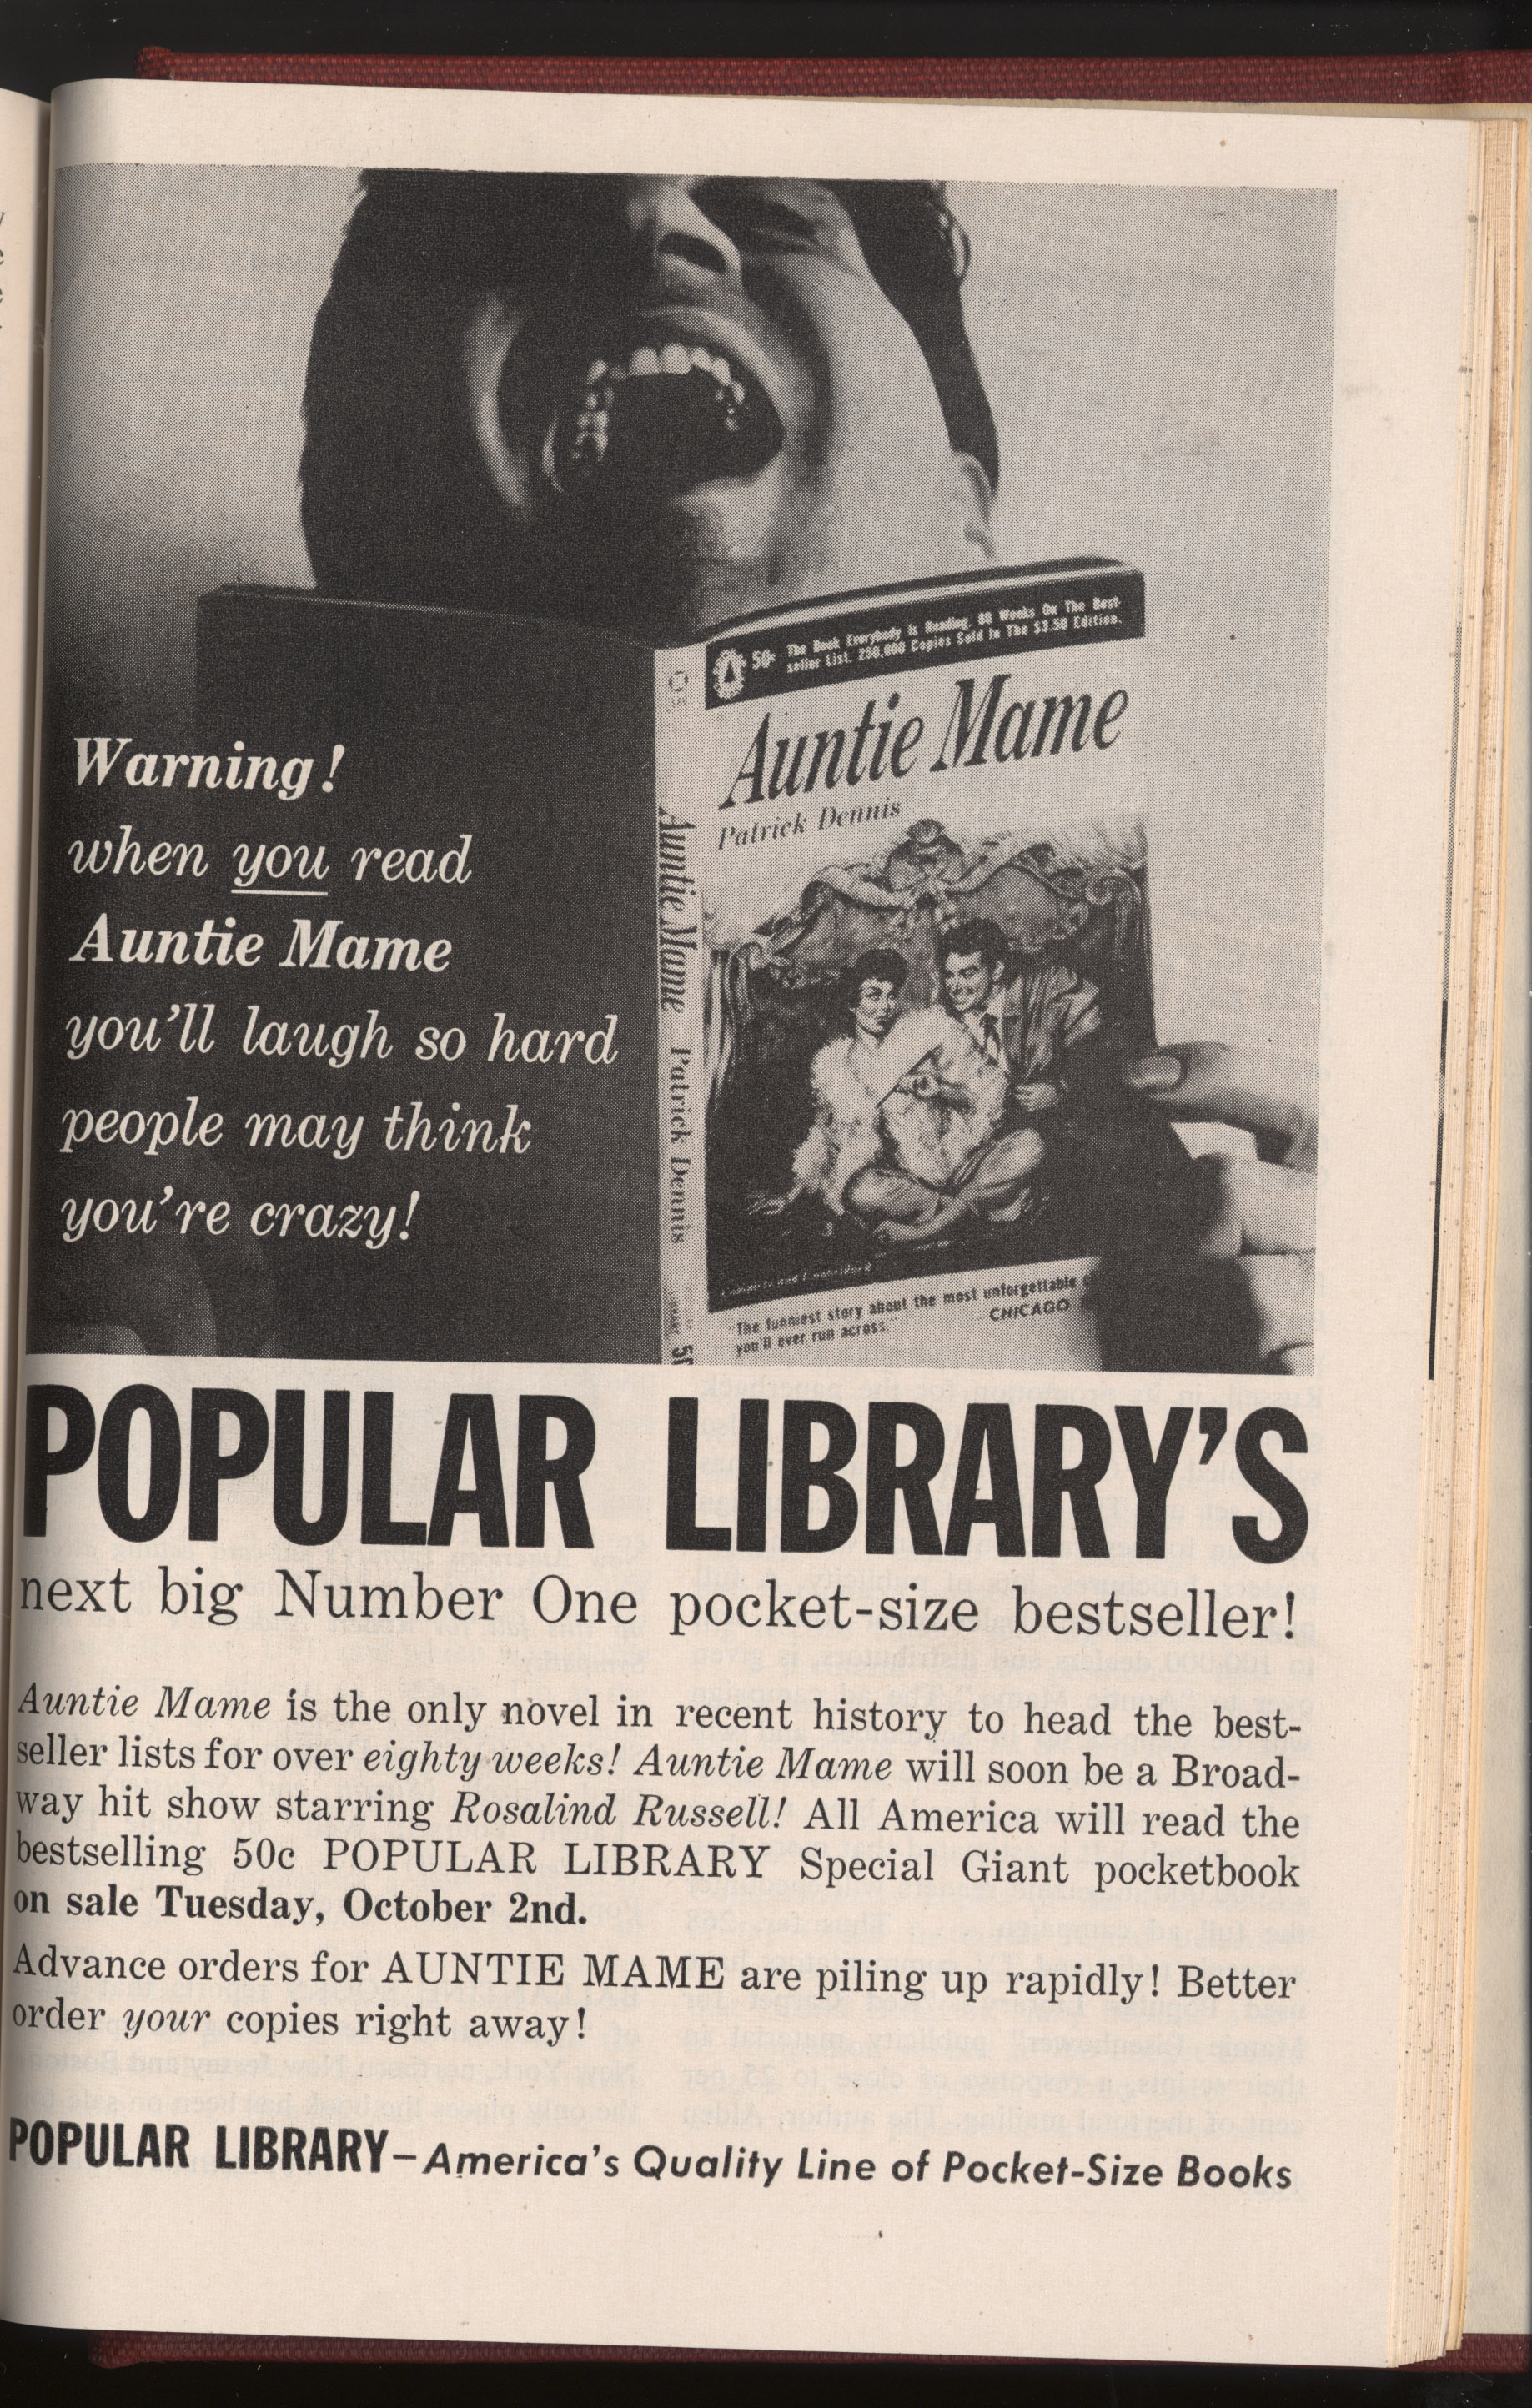 50¢ The Book Everybody Is Reading. 80 Weeks On The Best-
seller List. 250,000 Copies Sold In The $3.50 Edition.
Auntie Mame
Patrick Dennis
Auntie Mame Patrick Dennis
Complete and Unabridged
"The funniest story about the most unforgettable
you'll ever run across."
CHICAGO
Warning!
when you read
Auntie Mame
you'll laugh so hard
people may think
you're crazy!
POPULAR LIBRARY'S
next big Number One pocket-size bestseller!
Auntie Mame is the only novel in recent history to head the best-
seller lists for over eighty weeks! Auntie Mame will soon be a Broad-
way hit show starring Rosalind Russell! All America will read the
bestselling 50c POPULAR LIBRARY Special Giant pocketbook
on sale Tuesday, October 2nd.
Advance orders for AUNTIE MAME are piling up rapidly! Better
order your copies right away!
POPULAR LIBRARY–America's Quality Line of Pocket-Size Books